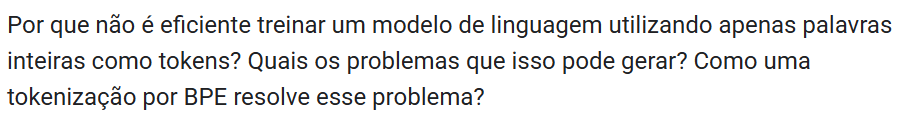 Por que não é eficiente treinar um modelo de linguagem utilizando apenas palavras
inteiras como tokens? Quais os problemas que isso pode gerar? Como uma
tokenização por BPE resolve esse problema?